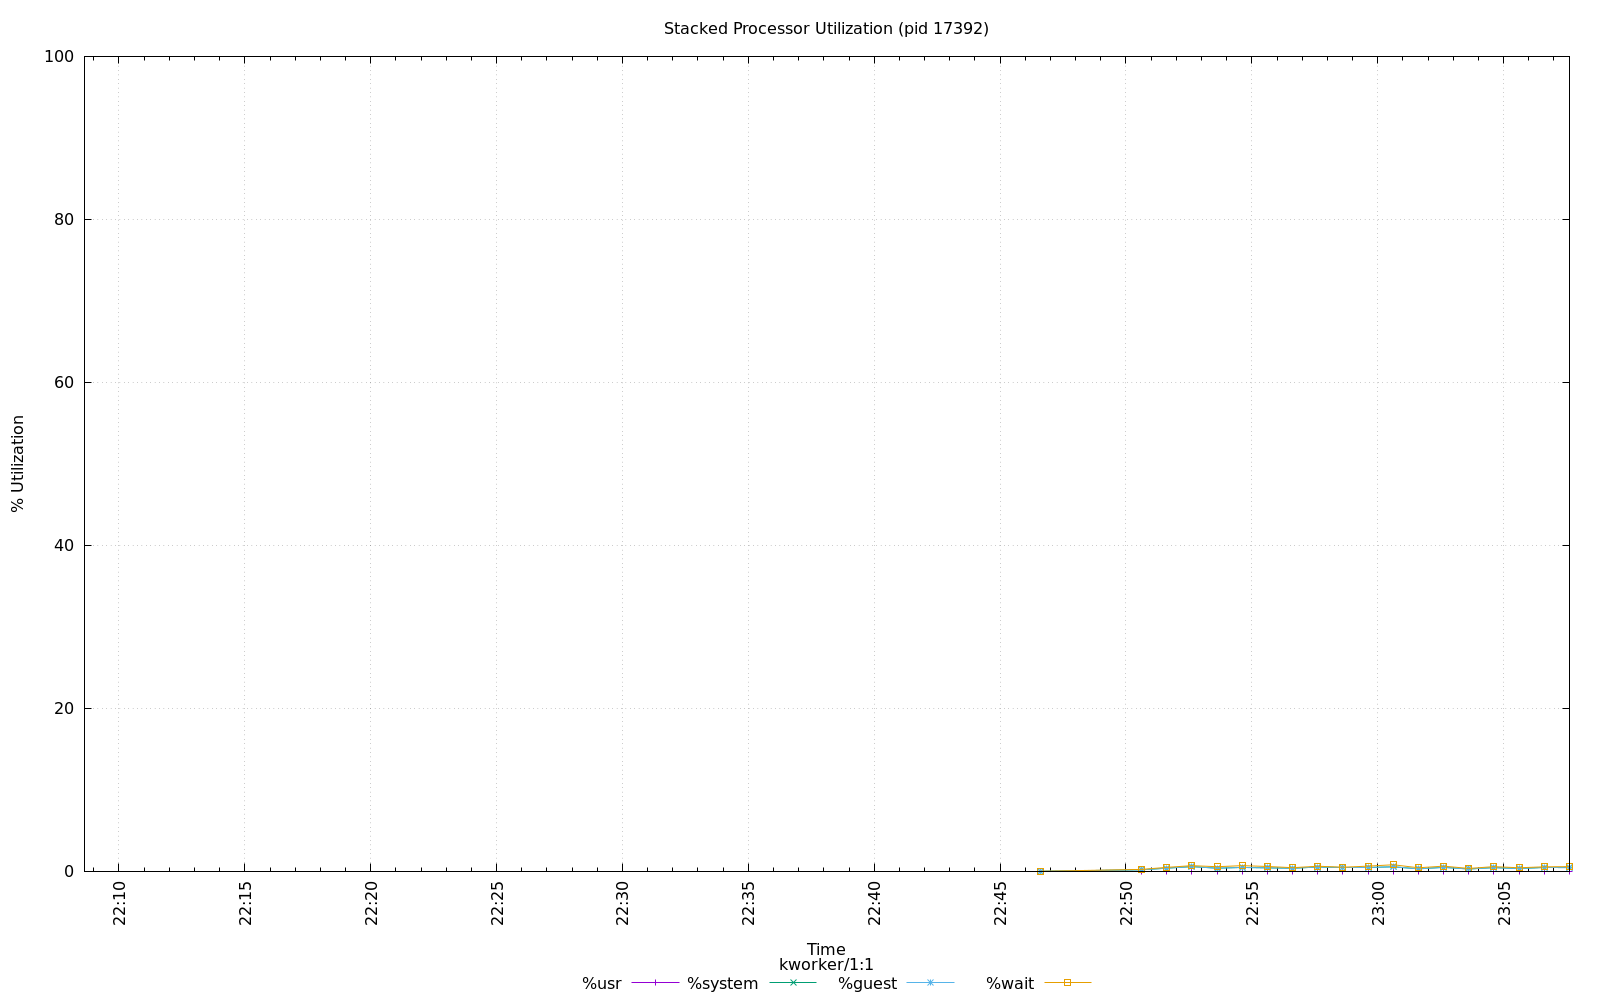 Stacked Processor Utilization (pid 17392)
100
80
60
40
20
0
% Utilization
22:10 22:15 22:20 22:25 22:30 22:35 22:40 22:45 22:50 22:55 23:00 23:05
Time
kworker/1:1
%usr %system %guest %wait